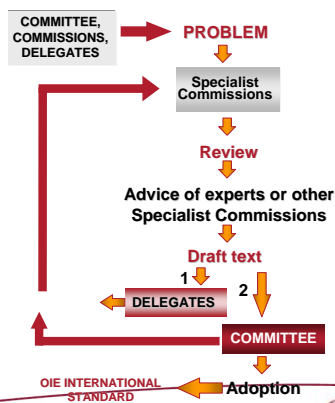 COMMITTEE,
COMMISSIONS,
DELEGATES
PROBLEM
Specialist
Commissions
Review
Advice of experts or other
Specialist Commissions
Draft text
1
2
DELEGATES
COMMITTEE
Adoption
OIE INTERNATIONAL
STANDARD